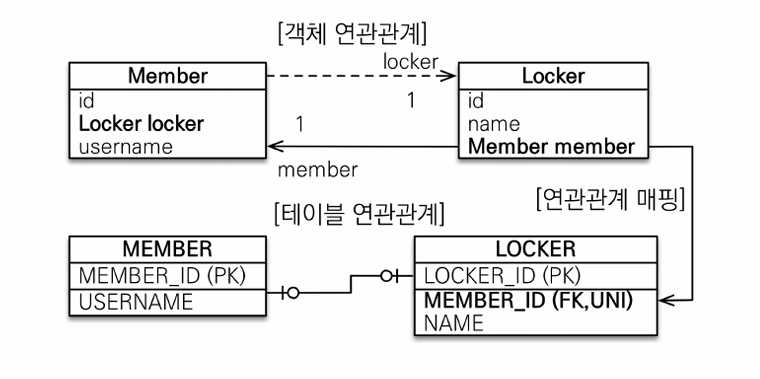 [객체 연관관계]
Member
id
Locker locker
username
locker
1
1
member
Locker
id
name
Member member
[연관관계 매핑]
[테이블 연관관계]
MEMBER
MEMBER_ID (PK)
USERNAME
LOCKER
LOCKER_ID (PK)
MEMBER_ID (FK,UNI)
NAME